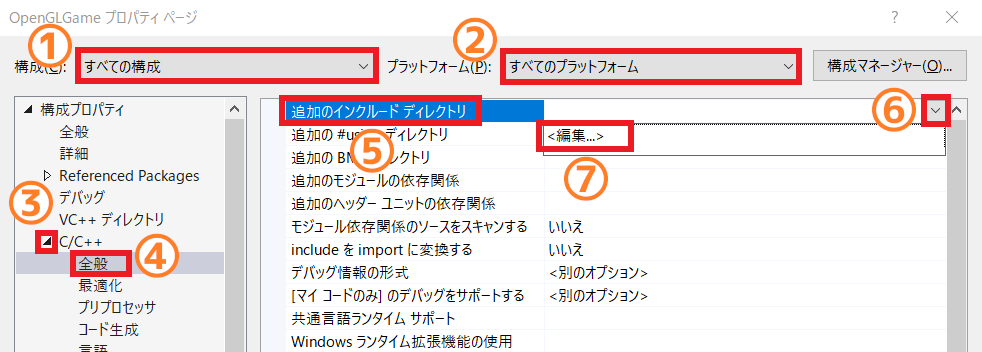 OpenGLGame プロパティ ページ
? ×
① ②
構成(C): すべての構成 プラットフォーム(P): すべてのプラットフォーム 構成マネージャー(O)...
構成プロパティ
全般
詳細
Referenced Packages
③ デバッグ
VC++ ディレクトリ
C/C++
全般 ④
最適化
プリプロセッサ
コード生成
言語
追加のインクルード ディレクトリ ⑥
追加の ディレクトリ <編集...>
⑤ ⑦
追加の
追加のモジュールの依存関係
追加のヘッダー ユニットの依存関係
モジュール依存関係のソースをスキャンする いいえ
include を import に変換する いいえ
デバッグ情報の形式 <別のオプション>
[マイ コードのみ] のデバッグをサポートする <別のオプション>
共通言語ランタイム サポート
Windows ランタイム拡張機能の使用